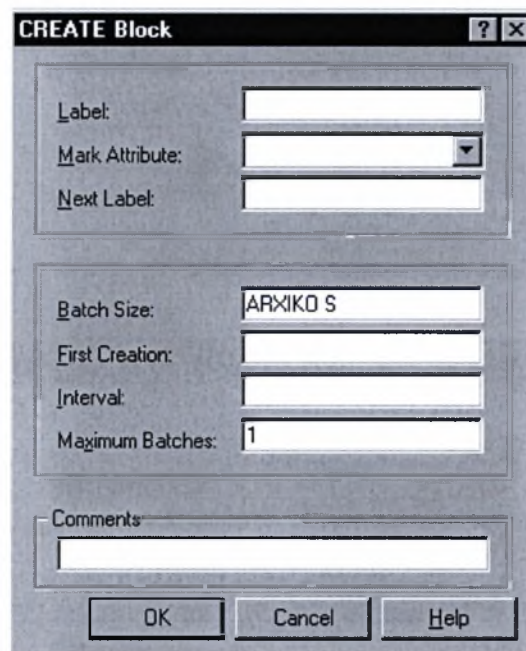 CREATE Block
Label:
Mark Attribute:
Next Label:
Batch Size: ARXIKO S
First Creation:
Interval:
Maximum Batches: 1
Comments
OK Cancel Help